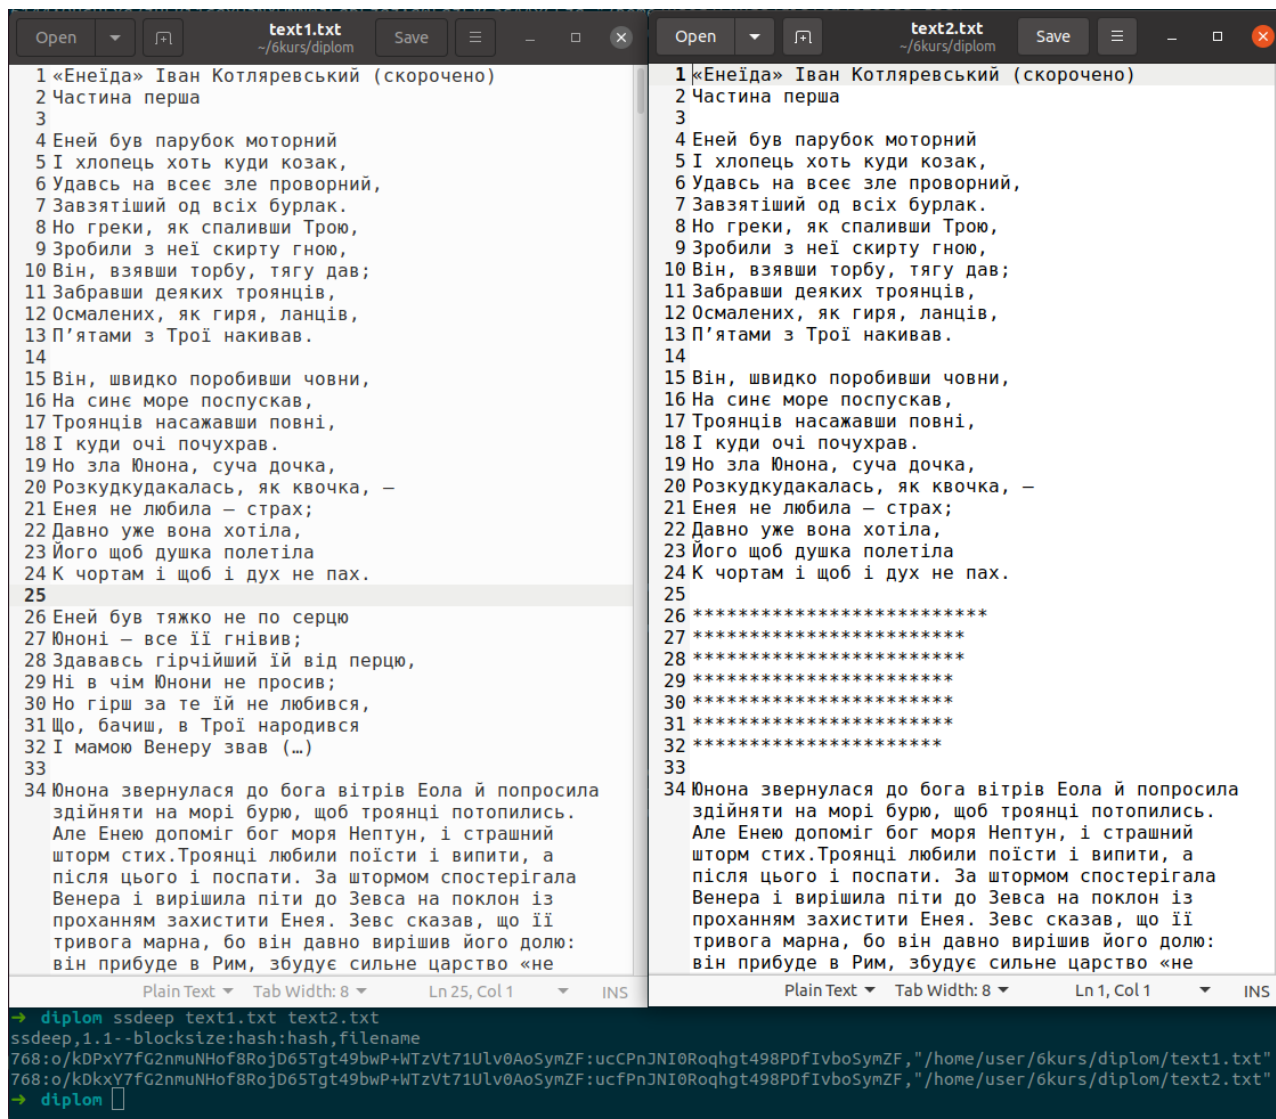 Open
text1.txt
~/6kurs/diplom
Save
1 «Енеїда» Іван Котляревський (скорочено)
2 Частина перша
3
4 Еней був парубок моторний
5 І хлопець хоть куди козак,
6 Удавсь на всеє зле проворний,
7 Завзятіший од всіх бурлак.
8 Но греки, як спаливши Трою,
9 Зробили з неї скирту гною,
10 Він, взявши торбу, тягу дав;
11 Забравши деяких троянців,
12 Осмалених, як гиря, ланців,
13 П’ятами з Трої накивав.
14
15 Він, швидко поробивши човни,
16 На синє море поспускав,
17 Троянців насажавши повні,
18 І куди очі почухрав.
19 Но зла Юнона, суча дочка,
20 Розкудкудакалась, як квочка, –
21 Енея не любила – страх;
22 Давно уже вона хотіла,
23 Його щоб душка полетіла
24 К чортам і щоб і дух не пах.
25
26 Еней був тяжко не по серцю
27 Юноні – все її гнівив;
28 Здававсь гірчійший їй від перцю,
29 Ні в чім Юнони не просив;
30 Но гірш за те їй не любився,
31 Що, бачиш, в Трої народився
32 І мамою Венеру звав (…)
33
34 Юнона звернулася до бога вітрів Еола й попросила
здійняти на морі бурю, щоб троянці потопились.
Але Енею допоміг бог моря Нептун, і страшний
шторм стих.Троянці любили поїсти і випити, а
після цього і поспати. За штормом спостерігала
Венера і вирішила піти до Зевса на поклон із
проханням захистити Енея. Зевс сказав, що її
тривога марна, бо він давно вирішив його долю:
він прибуде в Рим, збудує сильне царство «не
Plain Text Tab Width: 8 Ln 25, Col 1 INS
Open
text2.txt
~/6kurs/diplom
Save
1 «Енеїда» Іван Котляревський (скорочено)
2 Частина перша
3
4 Еней був парубок моторний
5 І хлопець хоть куди козак,
6 Удавсь на всеє зле проворний,
7 Завзятіший од всіх бурлак.
8 Но греки, як спаливши Трою,
9 Зробили з неї скирту гною,
10 Він, взявши торбу, тягу дав;
11 Забравши деяких троянців,
12 Осмалених, як гиря, ланців,
13 П’ятами з Трої накивав.
14
15 Він, швидко поробивши човни,
16 На синє море поспускав,
17 Троянців насажавши повні,
18 І куди очі почухрав.
19 Но зла Юнона, суча дочка,
20 Розкудкудакалась, як квочка, –
21 Енея не любила – страх;
22 Давно уже вона хотіла,
23 Його щоб душка полетіла
24 К чортам і щоб і дух не пах.
25
26 **************************
27 ************************
28 ************************
29 ***********************
30 ***********************
31 ***********************
32 **********************
33
34 Юнона звернулася до бога вітрів Еола й попросила
здійняти на морі бурю, щоб троянці потопились.
Але Енею допоміг бог моря Нептун, і страшний
шторм стих.Троянці любили поїсти і випити, а
після цього і поспати. За штормом спостерігала
Венера і вирішила піти до Зевса на поклон із
проханням захистити Енея. Зевс сказав, що її
тривога марна, бо він давно вирішив його долю:
він прибуде в Рим, збудує сильне царство «не
Plain Text Tab Width: 8 Ln 1, Col 1 INS
→ diplom ssdeep text1.txt text2.txt
ssdeep,1.1--blocksize:hash:hash,filename
768:o/kDPxY7fG2nmuNHof8RojD65Tgt49bwP+WTzVt71Ulv0AoSymZF:ucCPnJNI0Roqhgt498PDfIvboSymZF,"/home/user/6kurs/diplom/text1.txt"
768:o/kDkxY7fG2nmuNHof8RojD65Tgt49bwP+WTzVt71Ulv0AoSymZF:ucfPnJNI0Roqhgt498PDfIvboSymZF,"/home/user/6kurs/diplom/text2.txt"
→ diplom